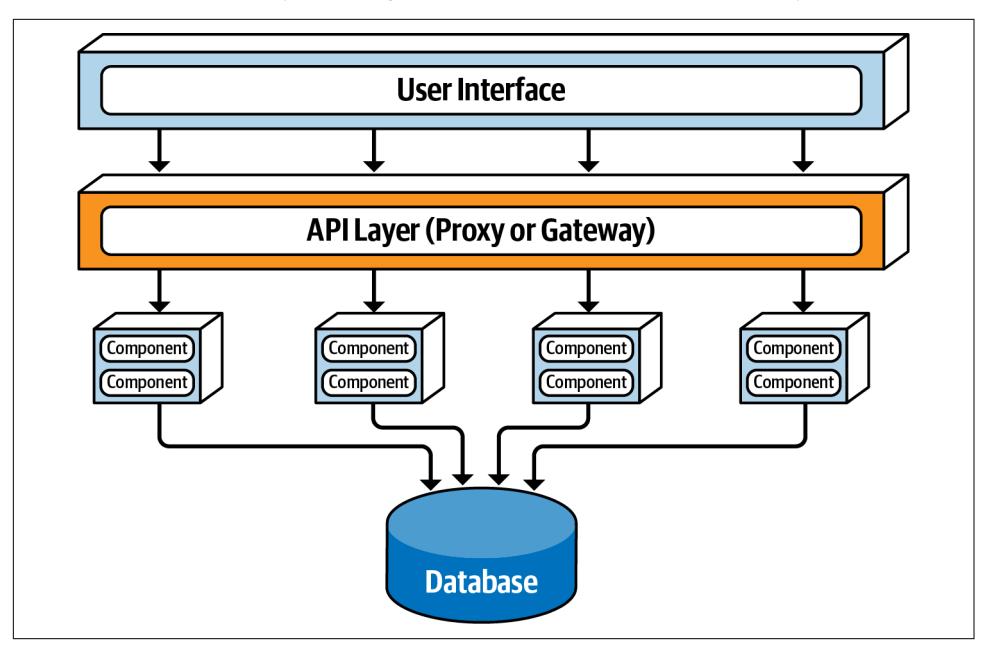 User Interface
API Layer (Proxy or Gateway)
Component Component Component Component
Component Component Component Component
Database